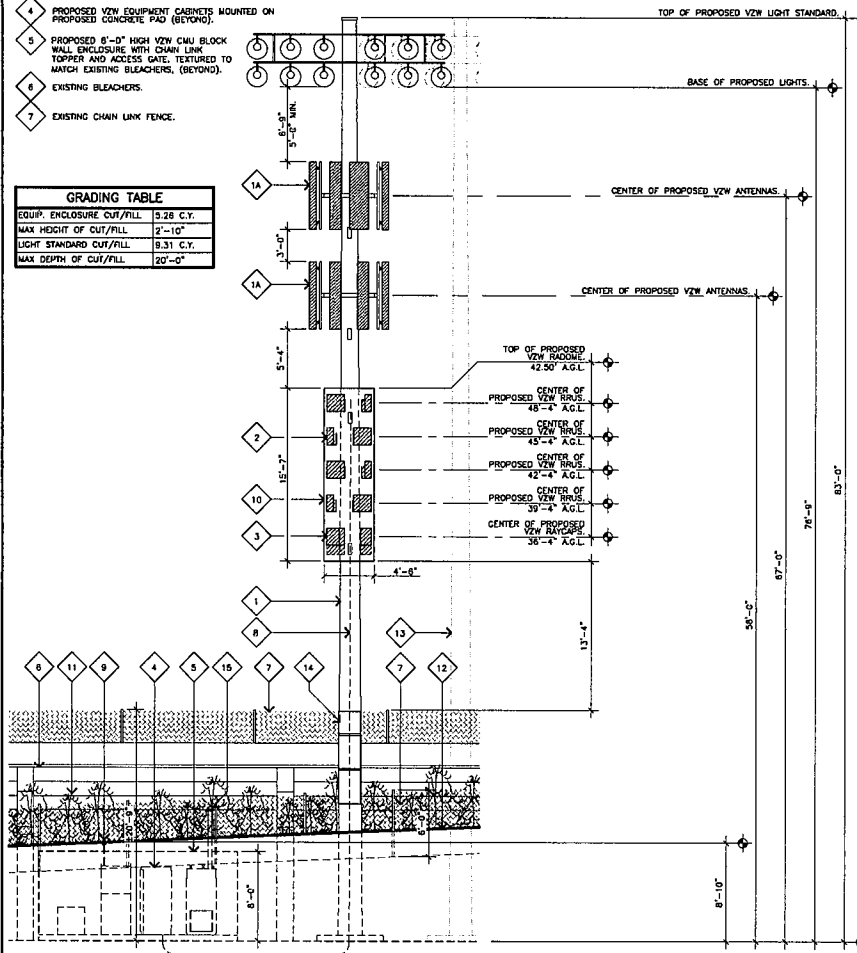 4 PROPOSED VZW EQUIPMENT CABINETS MOUNTED ON
PROPOSED CONCRETE PAD (BEYOND).
5 PROPOSED 6'-0" HIGH VZW CMU BLOCK
WALL ENCLOSURE WITH CHAIN LINK
TOPPER AND ACCESS GATE, TEXTURED TO
MATCH EXISTING BLEACHERS, (BEYOND).
6 EXISTING BLEACHERS.
7 EXISTING CHAIN LINK FENCE.
GRADING TABLE
EQUIP. ENCLOSURE CUT/FILL 5.28 C.Y.
MAX HEIGHT OF CUT/FILL 2'-10"
LIGHT STANDARD CUT/FILL 9.31 C.Y.
MAX DEPTH OF CUT/FILL 20'-0"
TOP OF PROPOSED VZW LIGHT STANDARD.
BASE OF PROPOSED LIGHTS.
6'-9"
5'-6" MIN.
1A
CENTER OF PROPOSED VZW ANTENNAS.
3'-0"
1A
CENTER OF PROPOSED VZW ANTENNAS.
5'-4"
TOP OF PROPOSED
VZW RADOME.
42.50' A.G.L.
CENTER OF
PROPOSED VZW RRUS.
48'-4" A.G.L.
2
CENTER OF
PROPOSED VZW RRUS.
45'-4" A.G.L.
15'-7"
CENTER OF
PROPOSED VZW RRUS.
42'-4" A.G.L.
10
CENTER OF
PROPOSED VZW RRUS.
39'-4" A.G.L.
3
CENTER OF PROPOSED
VZW RAYCAPS.
36'-4" A.G.L.
4'-6"
83'-0"
76'-0"
67'-0"
58'-0"
1
8
13
13'-4"
6 11 9 4 5 15 7 14 7 12
20'-9"
6'-0"
8'-0"
8'-10"